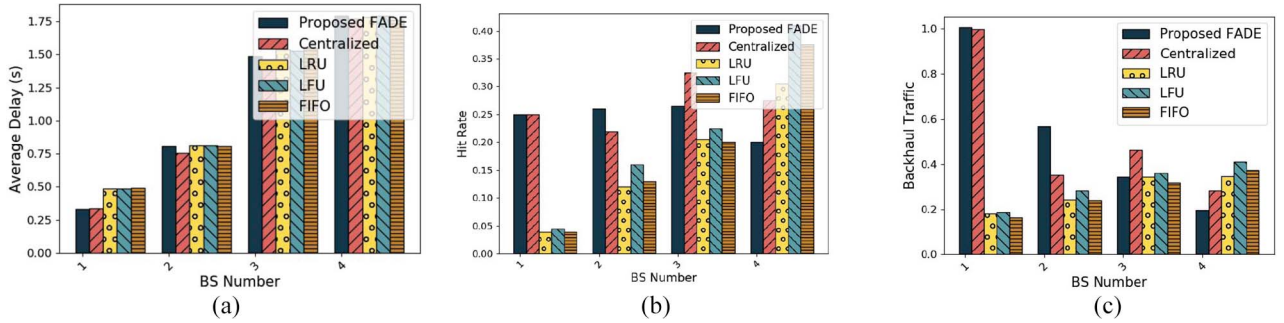 Average Delay (s)
1.75
1.50
1.25
1.00
0.75
0.50
0.25
0.00
Proposed FADE
Centralized
LRU
LFU
FIFO
1
2
3
4
BS Number
(a)
Hit Rate
0.40
0.35
0.30
0.25
0.20
0.15
0.10
0.05
0.00
Proposed FADE
Centralized
LRU
LFU
FIFO
1
2
3
4
BS Number
(b)
Backhaul Traffic
1.0
0.8
0.6
0.4
0.2
0.0
Proposed FADE
Centralized
LRU
LFU
FIFO
1
2
3
4
BS Number
(c)